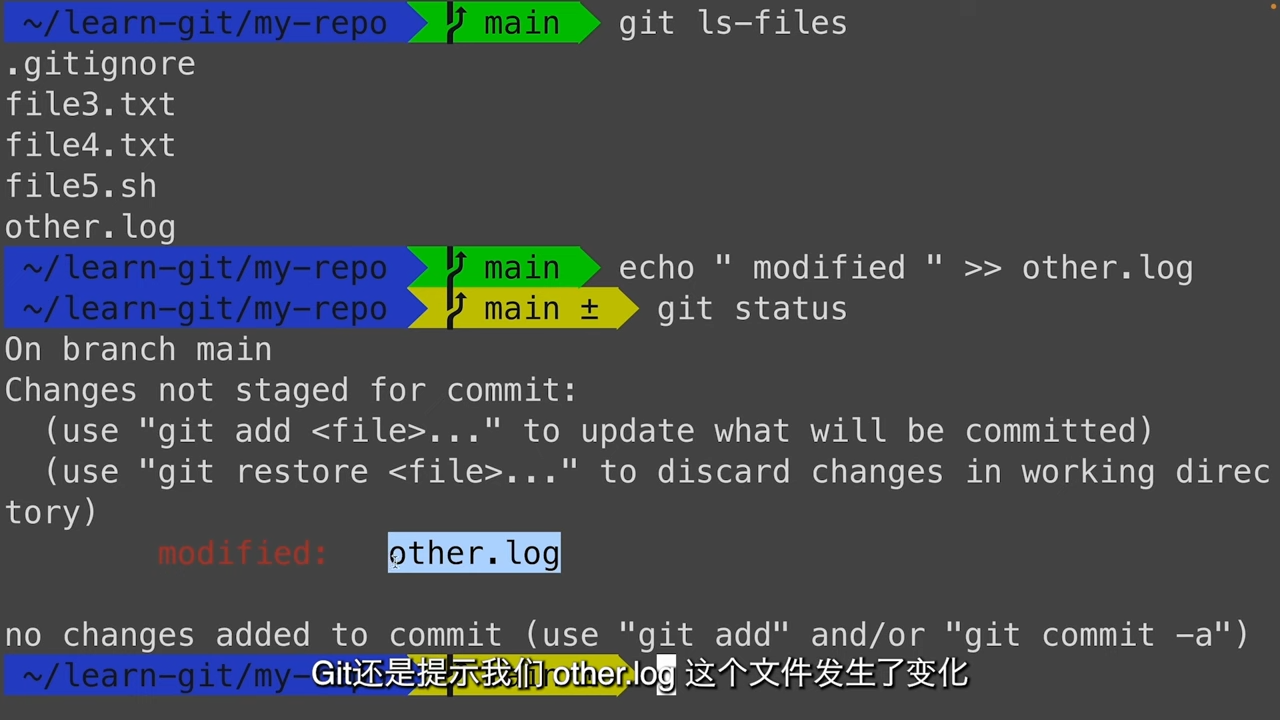 ~/learn-git/my-repo main git ls-files
.gitignore
file3.txt
file4.txt
file5.sh
other.log
~/learn-git/my-repo main echo " modified " >> other.log
~/learn-git/my-repo main ± git status
On branch main
Changes not staged for commit:
(use "git add <file>..." to update what will be committed)
(use "git restore <file>..." to discard changes in working direc
tory)
modified: other.log
no changes added to commit (use "git add" and/or "git commit -a")
Git还是提示我们 other.log 这个文件发生了变化